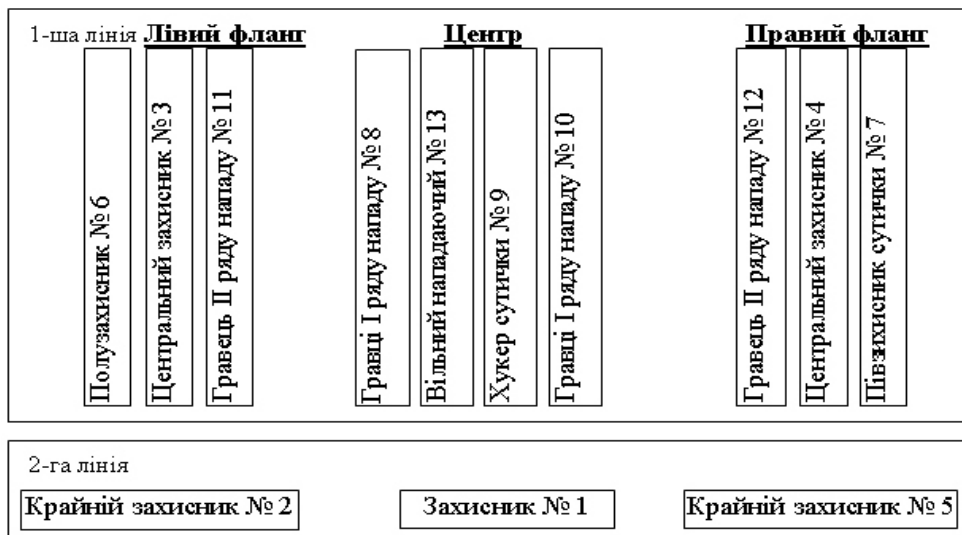 1-ша лінія Лівий фланг Центр Правий фланг
Полузахисник № 6
Центральний захисник № 3
Гравець II ряду нападу № 11
Гравці I ряду нападу № 8
Вільний нападаючий № 13
Хукер сутички № 9
Гравці I ряду нападу № 10
Гравець II ряду нападу № 12
Центральний захисник № 4
Півзихисник сутички № 7
2-га лінія
Крайній захисник № 2 Захисник № 1 Крайній захисник № 5